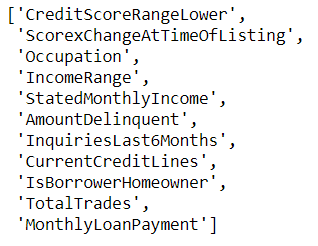 ['CreditScoreRangeLower',
'ScorexChangeAtTimeOfListing',
'Occupation',
'IncomeRange',
'StatedMonthlyIncome',
'AmountDelinquent',
'InquiriesLast6Months',
'CurrentCreditLines',
'IsBorrowerHomeowner',
'TotalTrades',
'MonthlyLoanPayment']